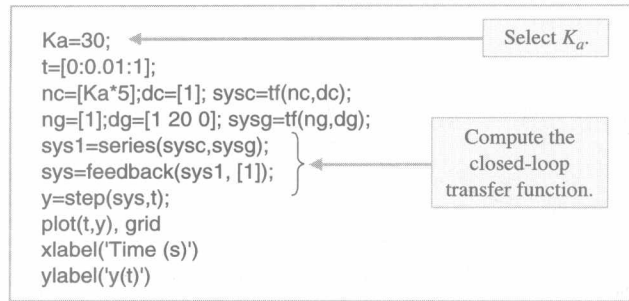 Ka=30;
Select Ka.
t=[0:0.01:1];
nc=[Ka*5];dc=[1]; sysc=tf(nc,dc);
ng=[1];dg=[1 20 0]; sysg=tf(ng,dg);
sys1=series(sysc,sysg);
sys=feedback(sys1, [1]);
y=step(sys,t);
Compute the
closed-loop
transfer function.
plot(t,y), grid
xlabel('Time (s)')
ylabel('y(t)')